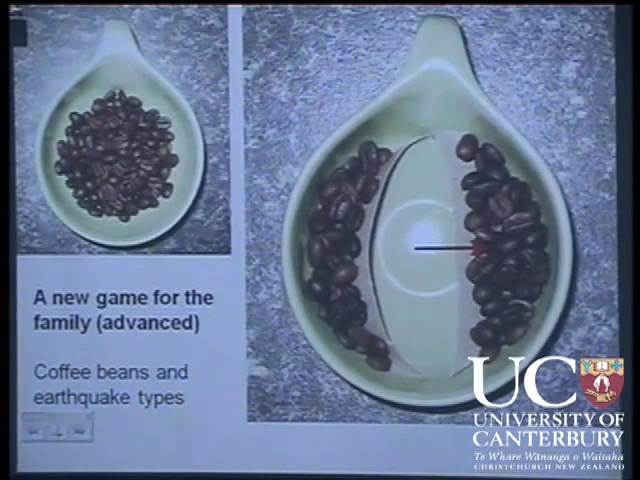 A new game for the
family (advanced)
Coffee beans and
earthquake types
UC
UNIVERSITY OF
CANTERBURY
Te Whare Wānanga o Waitaha
CHRISTCHURCH NEW ZEALAND